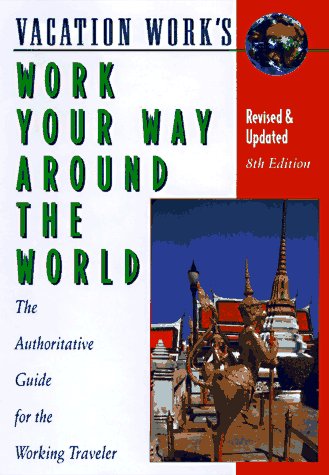 VACATION WORK'S
WORK
YOUR WAY
AROUND
THE
WORLD
Revised &
Updated
8th Edition
The
Authoritative
Guide
for the
Working Traveler